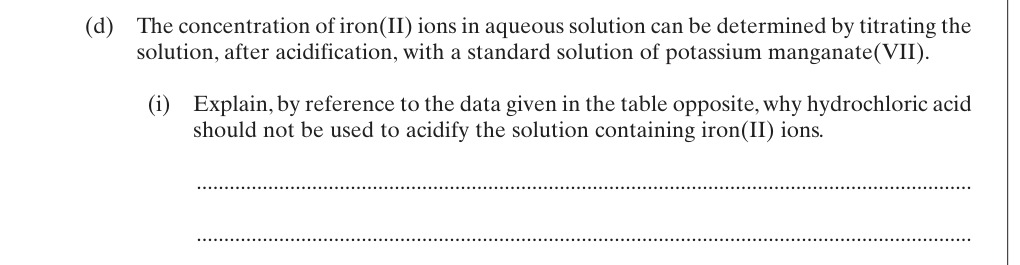 (d) The concentration of iron(II) ions in aqueous solution can be determined by titrating the
solution, after acidification, with a standard solution of potassium manganate(VII).
(i) Explain, by reference to the data given in the table opposite, why hydrochloric acid
should not be used to acidify the solution containing iron(II) ions.